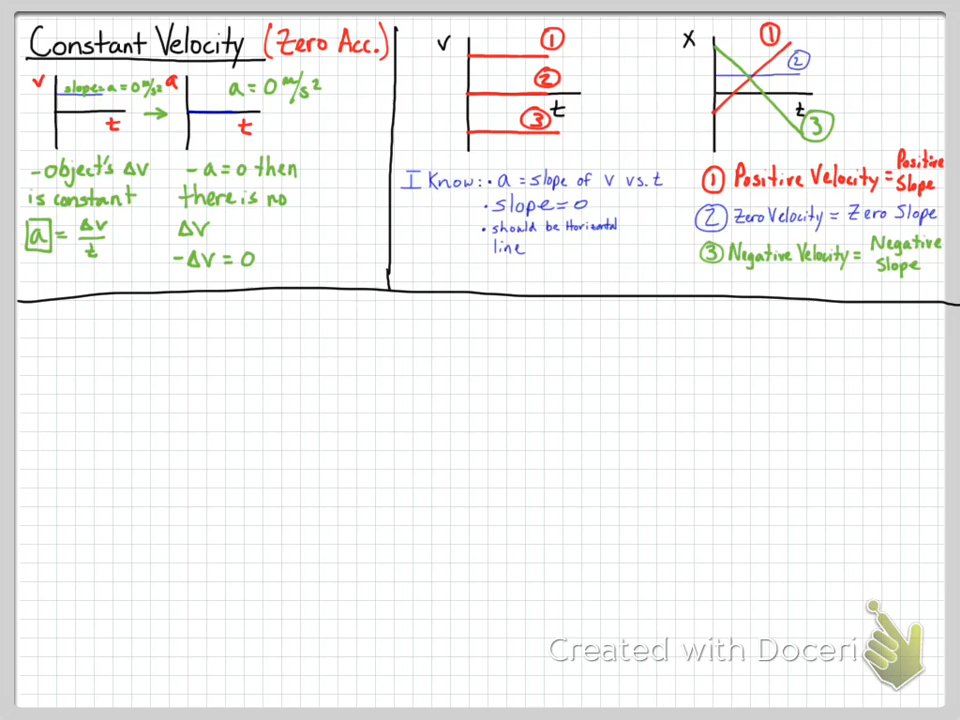 Constant Velocity (Zero Acc.)
v
slope = a = 0 m/s²
t
a
a = 0 m/s²
t
- object's ΔV
is constant
a = ΔV
t
- a = 0 then
there is no
ΔV
- ΔV = 0
v
1
2
3
t
I Know: • a = slope of v vs. t
• slope = 0
• should be Horizontal
line
x
1
2
3
t
1 Positive Velocity = Positive
Slope
2 Zero Velocity = Zero Slope
3 Negative Velocity = Negative
Slope
Created with Doceri